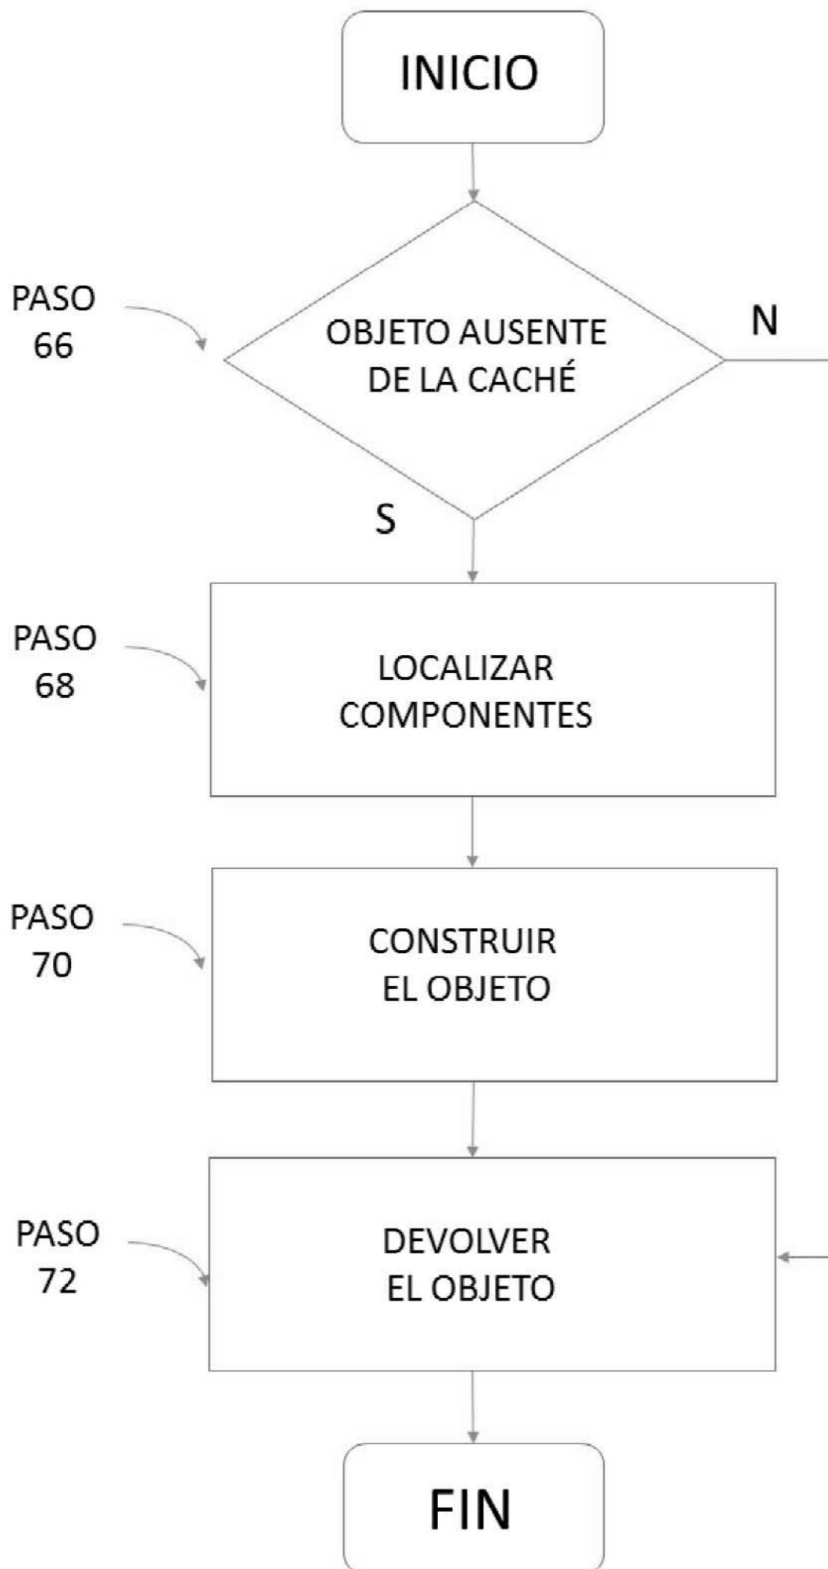 INICIO
PASO
66
OBJETO AUSENTE
DE LA CACHÉ
N
S
PASO
68
LOCALIZAR
COMPONENTES
PASO
70
CONSTRUIR
EL OBJETO
PASO
72
DEVOLVER
EL OBJETO
FIN